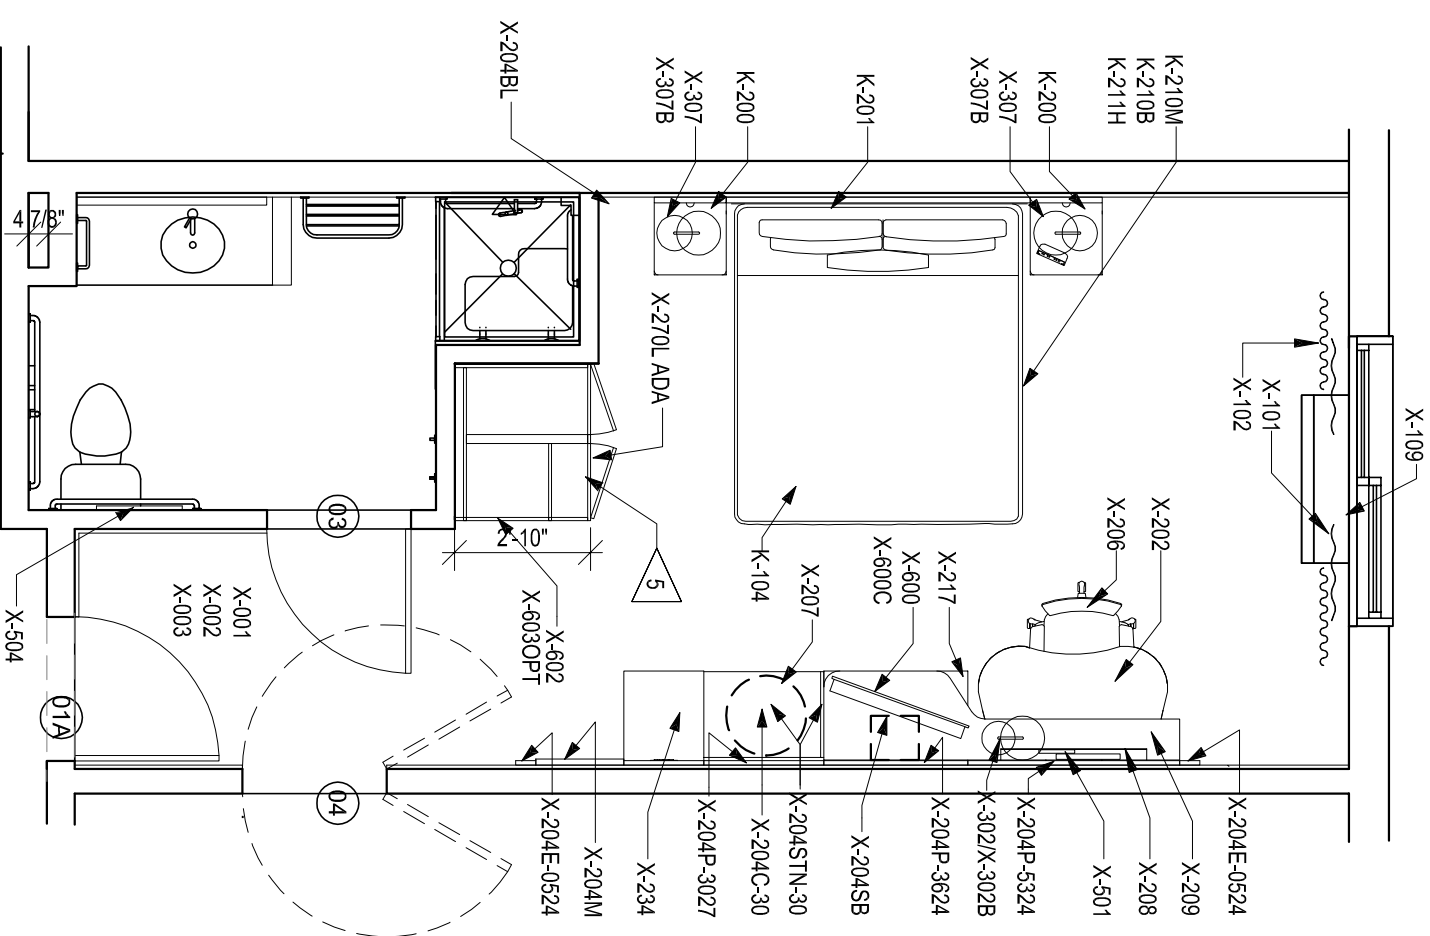 X-204BL
X-307
X-307B
K-200
K-201
X-307
X-307B
K-200
K-210M
K-210B
K-211H
4 7/8"
X-270L ADA
X-101
X-102
X-109
03
2'-10"
5
K-104
X-207
X-600
X-600C
X-217
X-206
X-202
X-001
X-002
X-003
X-504
X-602
X-603OPT
01A
04
X-204E-0524
X-204M
X-234
X-204P-3027
X-204C-30
X-204STN-30
X-204SB
X-204P-3624
X-302/X-302B
X-204P-5324
X-501
X-208
X-209
X-204E-0524